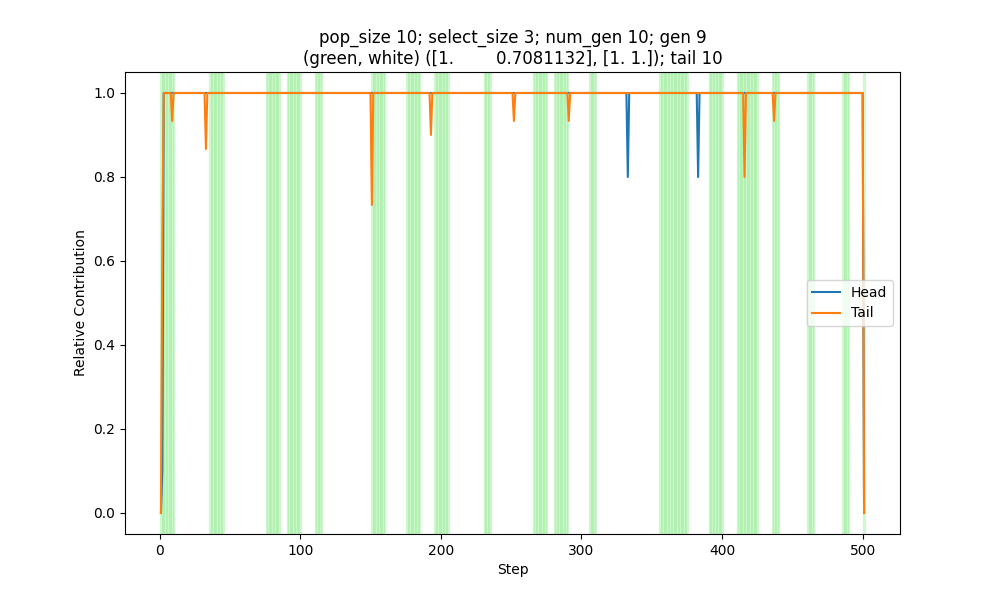 pop_size 10; select_size 3; num_gen 10; gen 9
(green, white) ([1.        0.7081132], [1. 1.]); tail 10
1.0
0.8
0.6
0.4
0.2
0.0
Relative Contribution
Head
Tail
0
100
200
300
400
500
Step